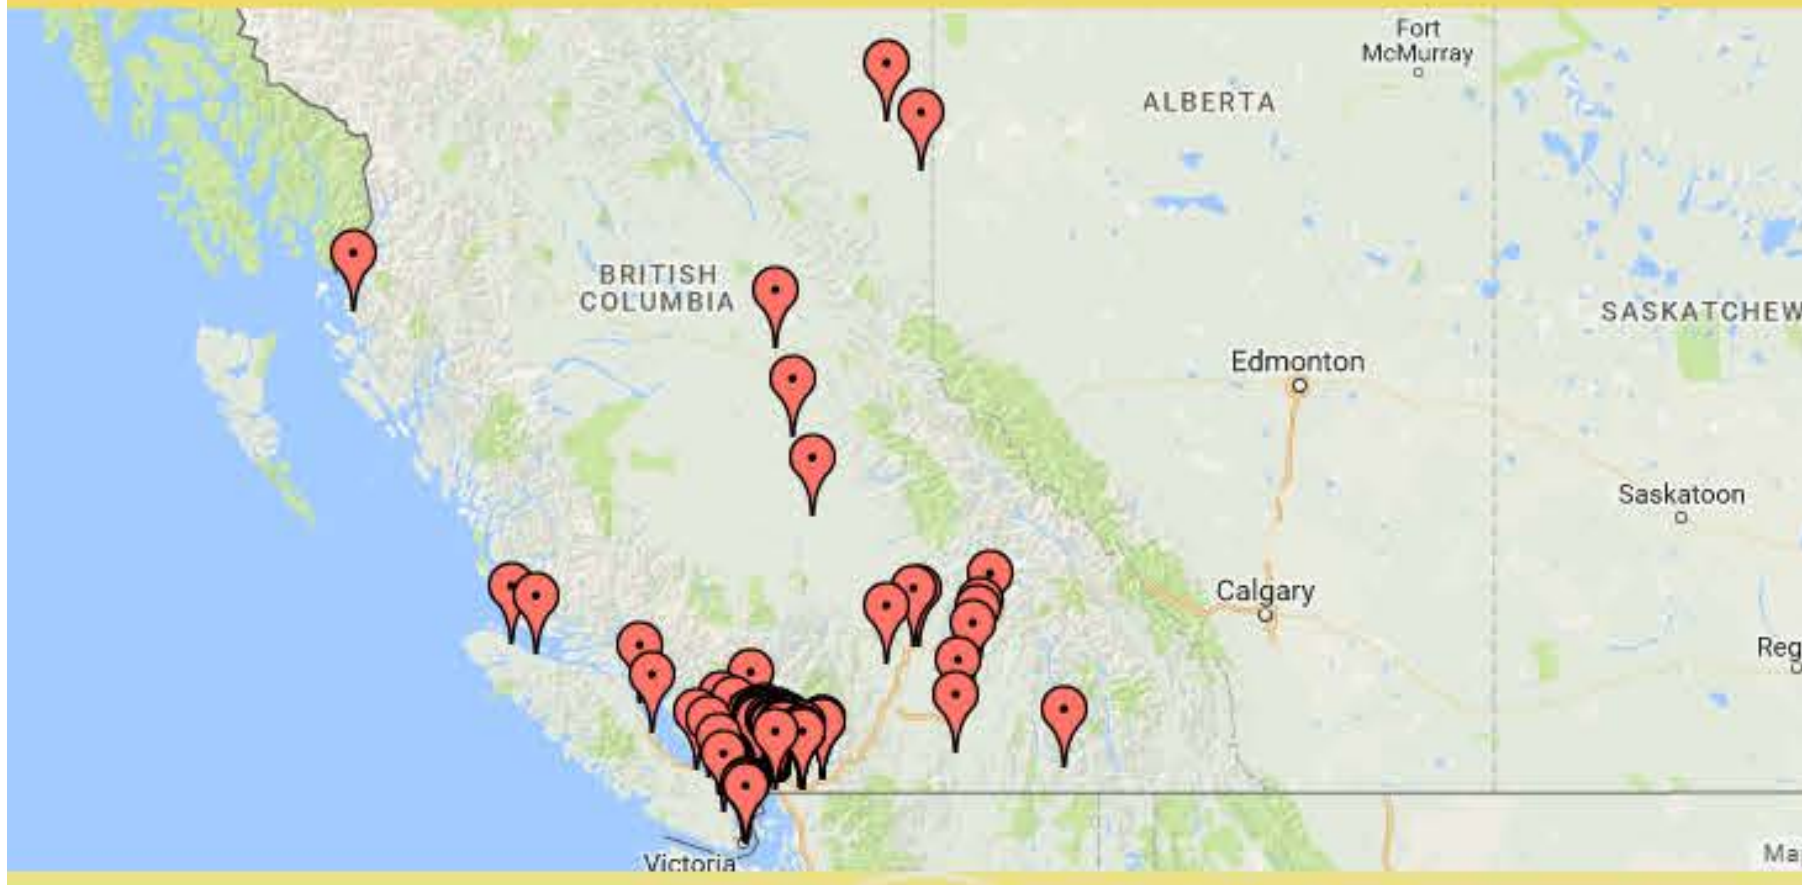 Fort
McMurray
ALBERTA
BRITISH
COLUMBIA
SASKATCHEW
Edmonton
Saskatoon
Calgary
Reg
Victoria
Ma